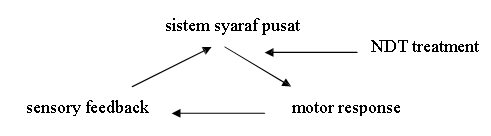 sistem syaraf pusat
NDT treatment
sensory feedback
motor response